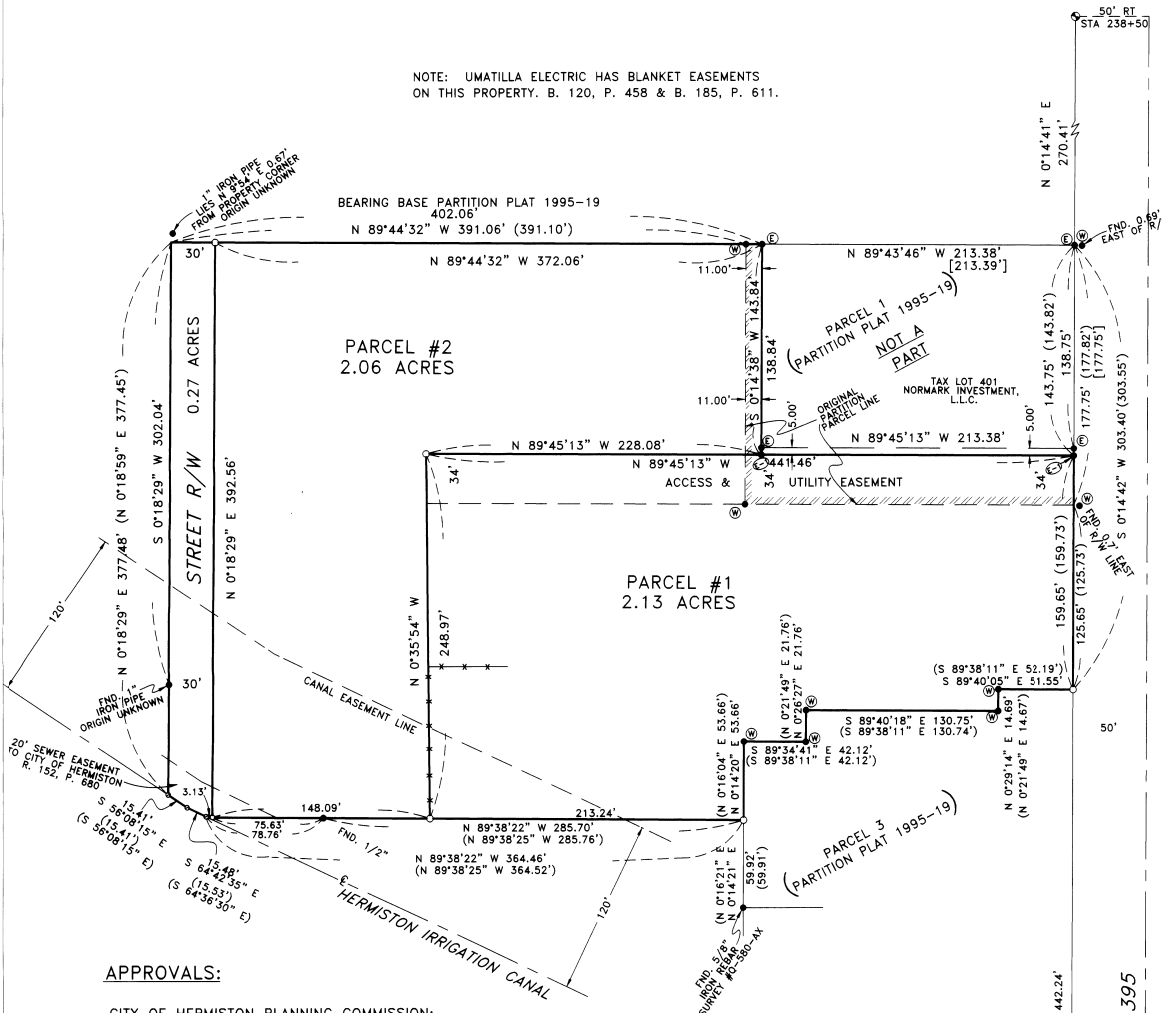 50' RT
STA 238+50
NOTE: UMATILLA ELECTRIC HAS BLANKET EASEMENTS
ON THIS PROPERTY. B. 120, P. 458 & B. 185, P. 611.
N 0°14'41" E
270.41'
1" IRON PIPE
LIES N 9°54' E 0.67'
FROM PROPERTY CORNER
ORIGIN UNKNOWN
BEARING BASE PARTITION PLAT 1995-19
402.06'
N 89°44'32" W 391.06' (391.10')
30'
N 89°44'32" W 372.06'
W
E
11.00'
N 89°43'46" W 213.38'
[213.39']
E W
FND. 0.69'
EAST OF R/
PARCEL 1
(PARTITION PLAT 1995-19)
NOT A
PART
TAX LOT 401
NORMARK INVESTMENT,
L.L.C.
PARCEL #2
2.06 ACRES
STREET R/W 0.27 ACRES
N 0°18'29" E 377.48' (N 0°18'59" E 377.45')
S 0°18'29" W 302.04'
N 0°18'29" E 392.56'
S 0°14'38" W 143.84'
138.84'
11.00'
5.00'
ORIGINAL
PARTITION
PARCEL LINE
143.75' (143.82')
138.75'
177.75' (177.82')
[177.75']
S 0°14'42" W 303.40'(303.55')
5.00'
E
N 89°45'13" W 213.38'
E
N 89°45'13" W 228.08'
N 89°45'13" W 441.46'
34'
34'
34'
ACCESS & UTILITY EASEMENT
W
W
FND. 0.7' EAST
OF R/W LINE
PARCEL #1
2.13 ACRES
159.65' (159.73')
125.65' (125.73')
120'
N 0°35'54" W
248.97'
CANAL EASEMENT LINE
FND. 1"
IRON PIPE
ORIGIN UNKNOWN
30'
20' SEWER EASEMENT
TO CITY OF HERMISTON
R. 152, P. 680
(S 89°38'11" E 52.19')
S 89°40'05" E 51.55'
W
W
(N 0°21'49" E 21.76')
N 0°26'27" E 21.76'
S 89°40'18" E 130.75'
(S 89°38'11" E 130.74')
N 0°29'14" E 14.69'
(N 0°21'49" E 14.67')
50'
W
W
S 89°34'41" E 42.12'
(S 89°38'11" E 42.12')
(N 0°16'04" E 53.66')
N 0°14'20" E 53.66'
3.13'
15.41'
S 56°08'15" E
(15.41')
(S 56°08'15" E)
15.48'
S 64°42'35" E
(15.53')
(S 64°36'30" E)
148.09'
75.63'
78.76'
FND. 1/2"
213.24'
N 89°38'22" W 285.70'
(N 89°38'25" W 285.76')
N 89°38'22" W 364.46'
(N 89°38'25" W 364.52')
PARCEL 3
(PARTITION PLAT 1995-19)
(N 0°16'21" E
N 0°14'21" E
59.92'
(59.91')
HERMISTON IRRIGATION CANAL
120'
FND. 5/8"
IRON REBAR
SURVEY #Q-580-AX
442.24'
395
APPROVALS:
CITY OF HERMISTON PLANNING COMMISSION: